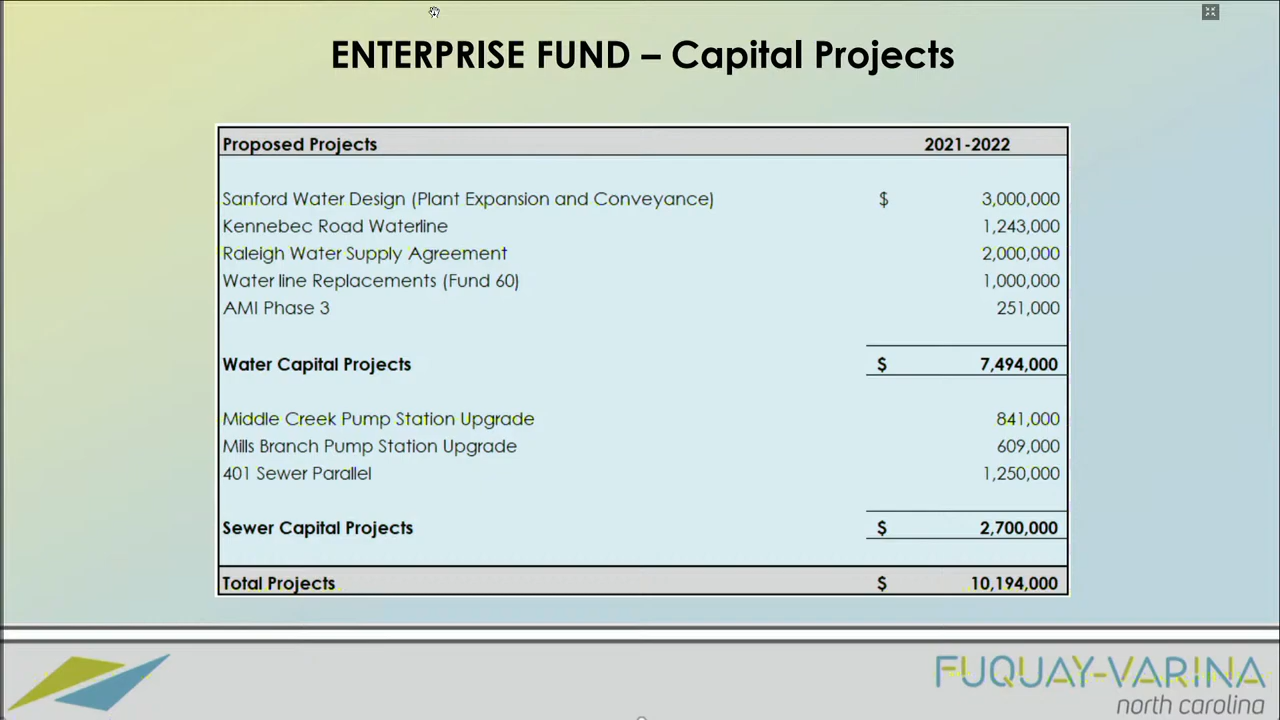 ENTERPRISE FUND – Capital Projects
Proposed Projects 2021-2022
Sanford Water Design (Plant Expansion and Conveyance) $ 3,000,000
Kennebec Road Waterline 1,243,000
Raleigh Water Supply Agreement 2,000,000
Water line Replacements (Fund 60) 1,000,000
AMI Phase 3 251,000
Water Capital Projects $ 7,494,000
Middle Creek Pump Station Upgrade 841,000
Mills Branch Pump Station Upgrade 609,000
401 Sewer Parallel 1,250,000
Sewer Capital Projects $ 2,700,000
Total Projects $ 10,194,000
FUQUAY-VARINA
north carolina